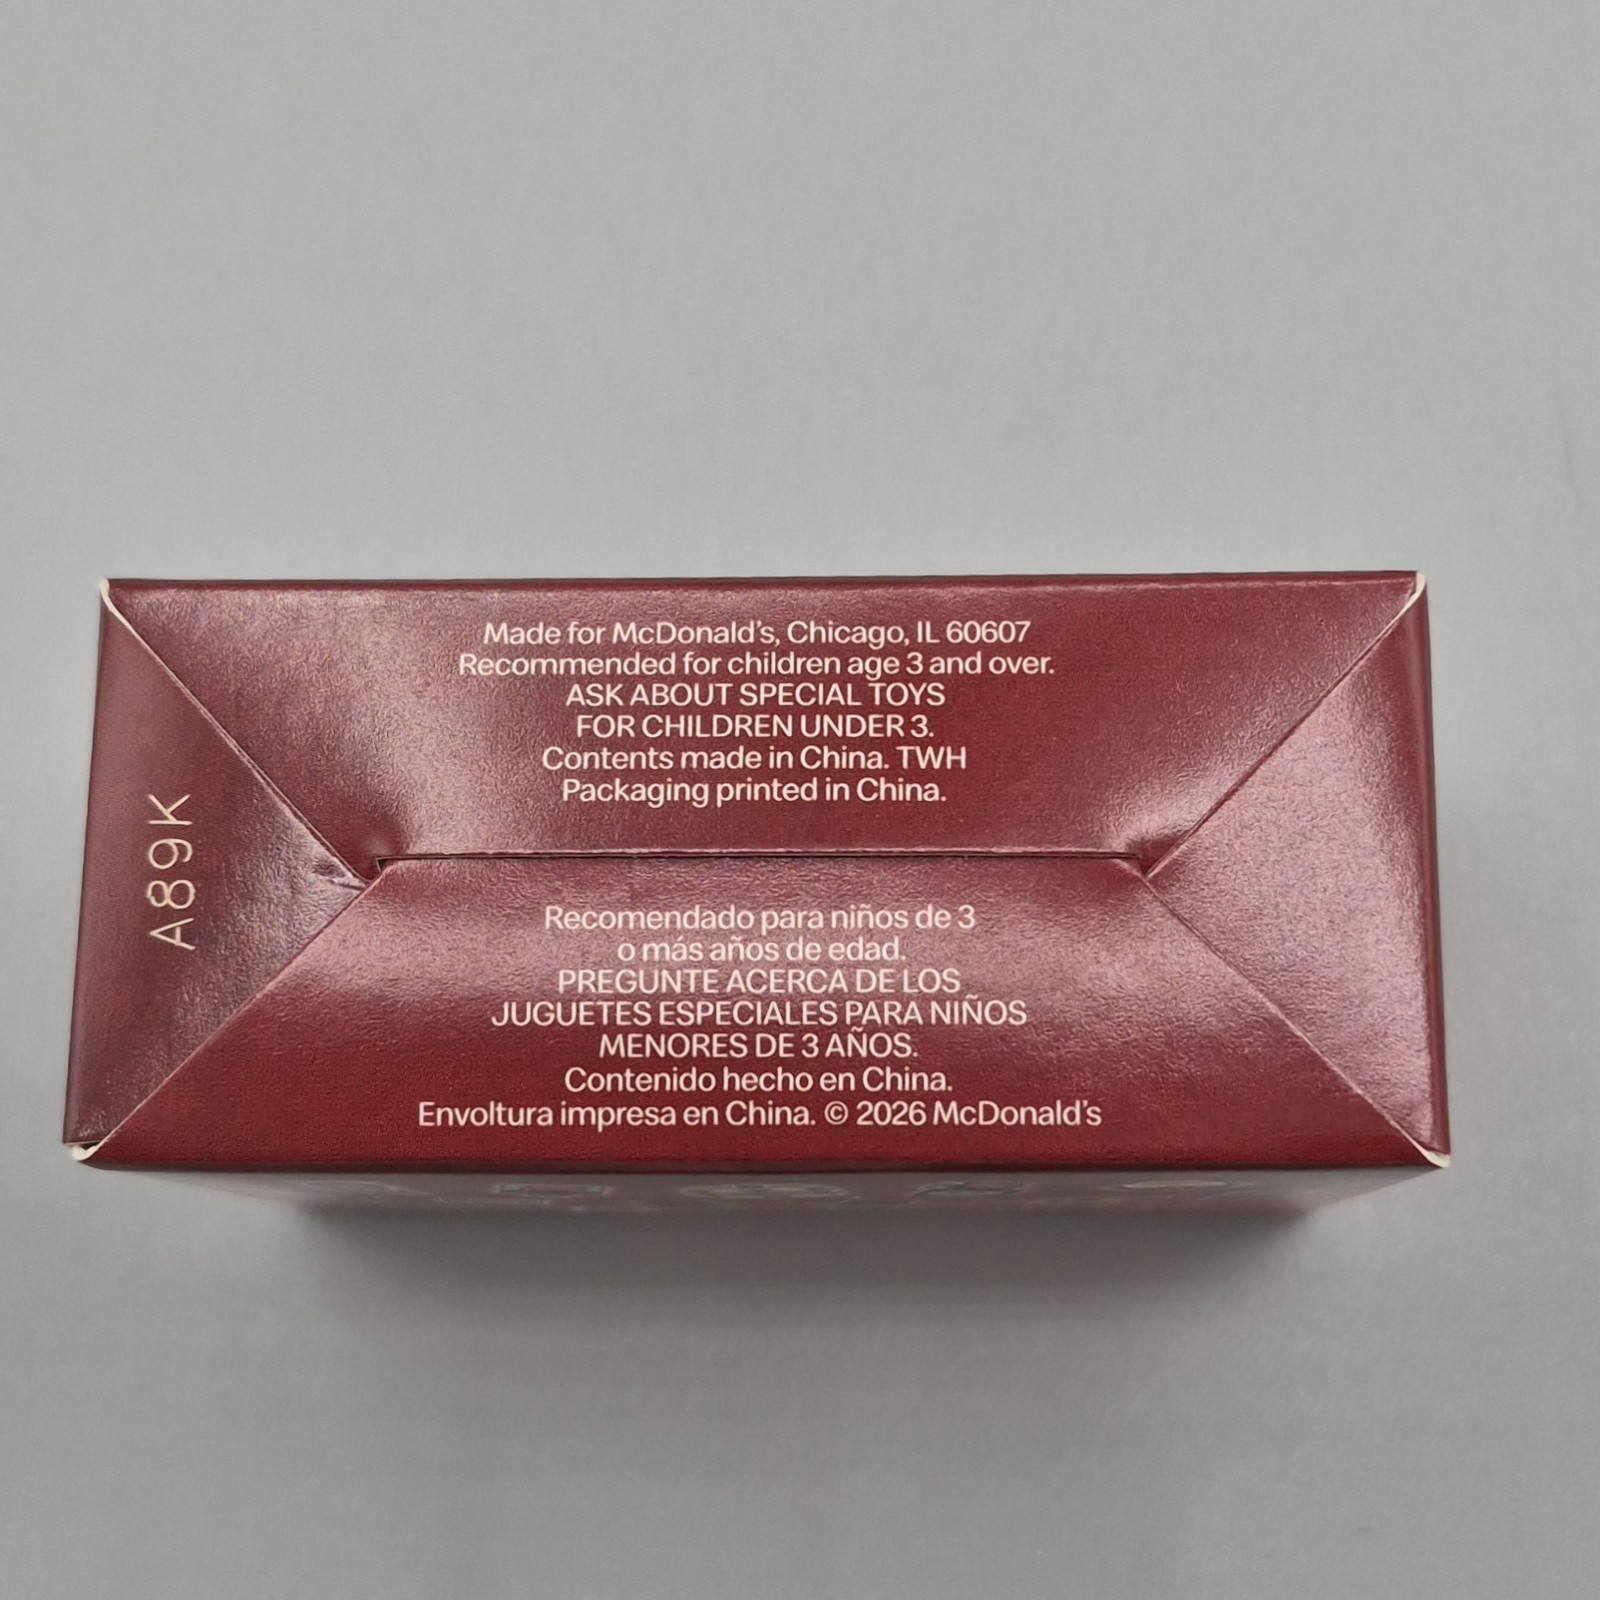 Made for McDonald's, Chicago, IL 60607
Recommended for children age 3 and over.
ASK ABOUT SPECIAL TOYS
FOR CHILDREN UNDER 3.
Contents made in China. TWH
Packaging printed in China.
A89K
Recomendado para niños de 3
o más años de edad.
PREGUNTE ACERCA DE LOS
JUGUETES ESPECIALES PARA NIÑOS
MENORES DE 3 AÑOS.
Contenido hecho en China.
Envoltura impresa en China. © 2026 McDonald's